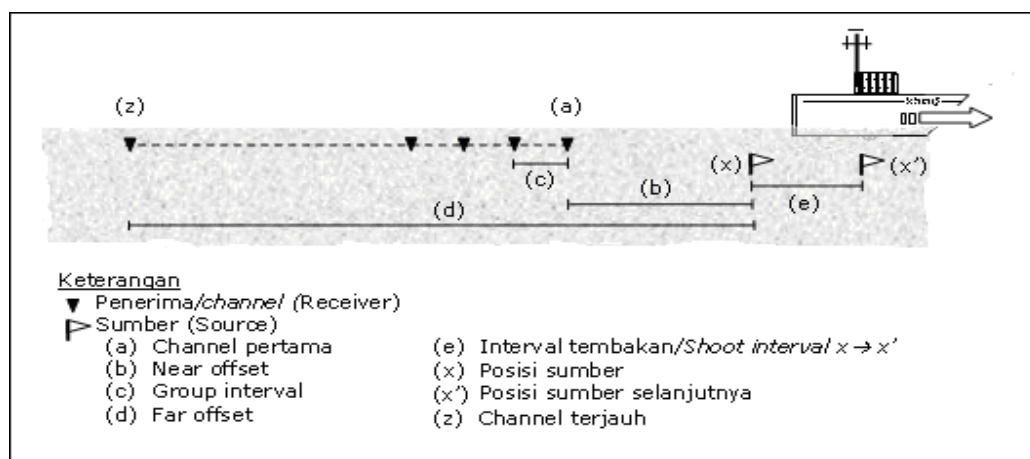 (z)
(a)
(x)
(x')
(c)
(b)
(e)
(d)
Keterangan
Penerima/channel (Receiver)
Sumber (Source)
(a) Channel pertama
(b) Near offset
(c) Group interval
(d) Far offset
(e) Interval tembakan/Shoot interval x → x'
(x) Posisi sumber
(x') Posisi sumber selanjutnya
(z) Channel terjauh